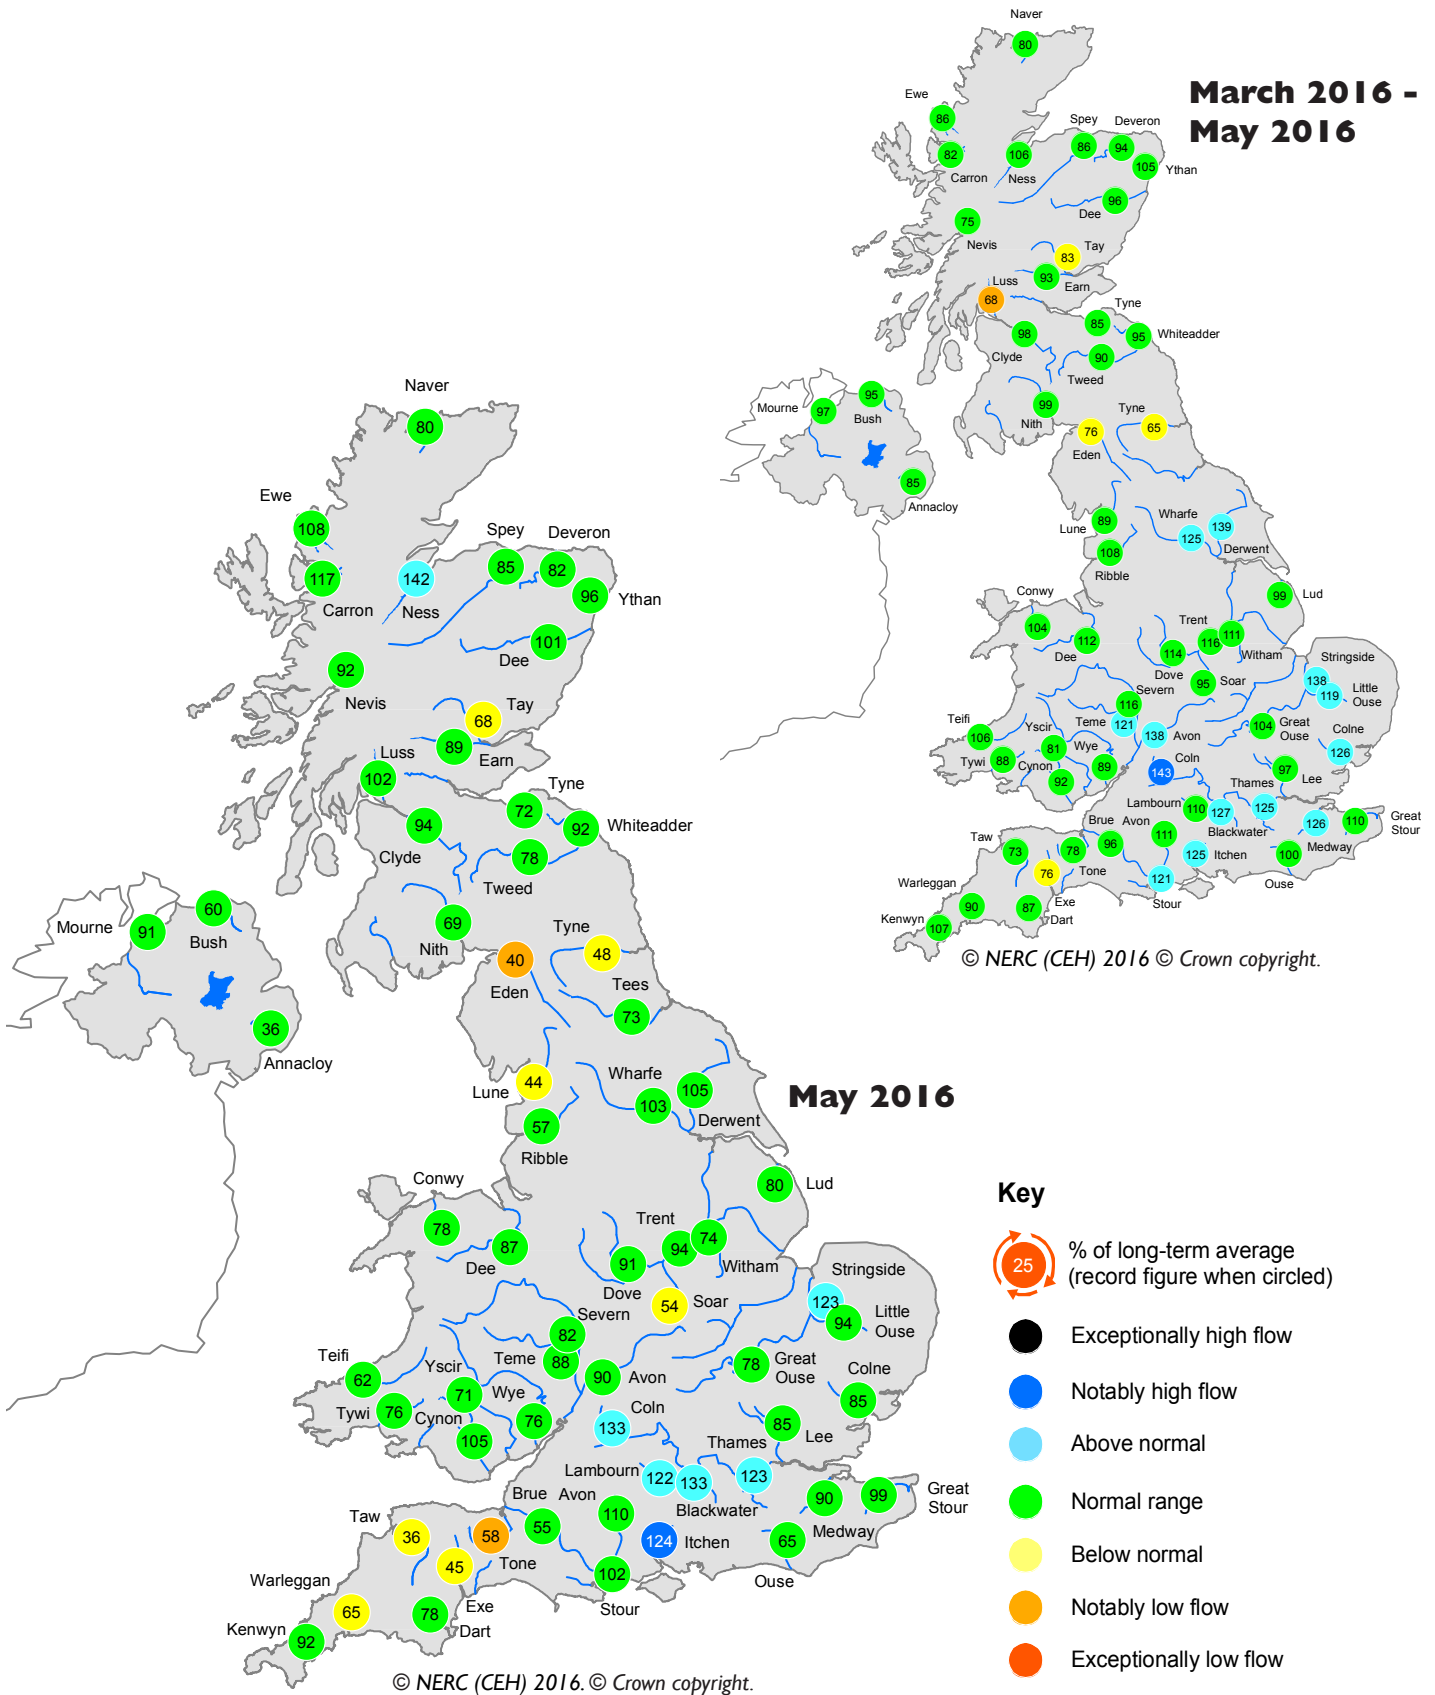 March 2016 -
May 2016
Naver
80
Ewe
86
82
Carron
106
Ness
Spey
86
Deveron
94
105
Ythan
Dee
96
75
Nevis
Tay
83
93
Earn
Luss
68
Tyne
85
95
Whiteadder
98
Clyde
90
Tweed
99
Nith
Mourne
97
95
Bush
85
Annacloy
Tyne
65
76
Eden
Lune
89
108
Ribble
Wharfe
125
139
Derwent
99
Lud
Conwy
104
112
Dee
Trent
116
111
Witham
114
Dove
95
Soar
Stringside
138
119
Little
Ouse
Severn
116
Teme
121
138
Avon
104
Great
Ouse
Colne
126
Teifi
106
Tywi
88
Yscir
81
Wye
Cynon
92
89
Coln
143
Thames
125
97
Lee
Lambourn
110
127
Blackwater
126
Medway
110
Great
Stour
Brue
96
Avon
111
125
Itchen
100
Ouse
Taw
73
78
Tone
76
Exe
121
Stour
Warleggan
90
87
Dart
Kenwyn
107
© NERC (CEH) 2016 © Crown copyright.
May 2016
Naver
80
Ewe
108
117
Carron
142
Ness
Spey
85
Deveron
82
96
Ythan
Dee
101
92
Nevis
Tay
68
89
Earn
Luss
102
Tyne
72
92
Whiteadder
94
Clyde
78
Tweed
69
Nith
Mourne
91
60
Bush
36
Annacloy
Tyne
48
40
Eden
Tees
73
Lune
44
57
Ribble
Wharfe
103
105
Derwent
80
Lud
Conwy
78
87
Dee
Trent
94
74
Witham
91
Dove
54
Soar
Stringside
123
94
Little
Ouse
Severn
82
Teme
88
90
Avon
78
Great
Ouse
Colne
85
Teifi
62
Tywi
76
Yscir
71
Wye
Cynon
105
76
Coln
133
85
Lee
Thames
123
Lambourn
122
133
Blackwater
90
Medway
99
Great
Stour
Brue
55
Avon
110
124
Itchen
65
Ouse
Taw
36
58
Tone
45
Exe
102
Stour
Warleggan
65
78
Dart
Kenwyn
92
© NERC (CEH) 2016. © Crown copyright.
Key
25
% of long-term average
(record figure when circled)
Exceptionally high flow
Notably high flow
Above normal
Normal range
Below normal
Notably low flow
Exceptionally low flow